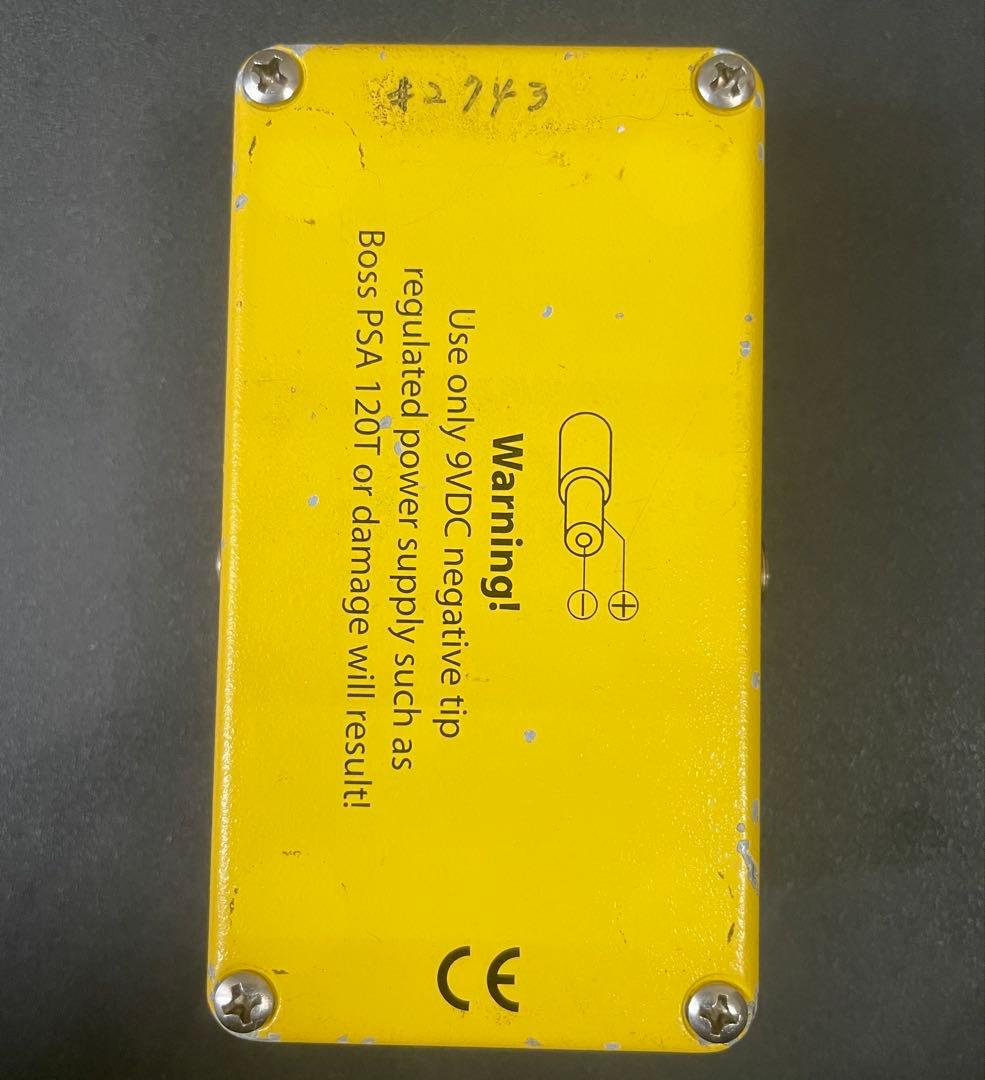 #2743
Warning!
Use only 9VDC negative tip
regulated power supply such as
Boss PSA 120T or damage will result!
CE